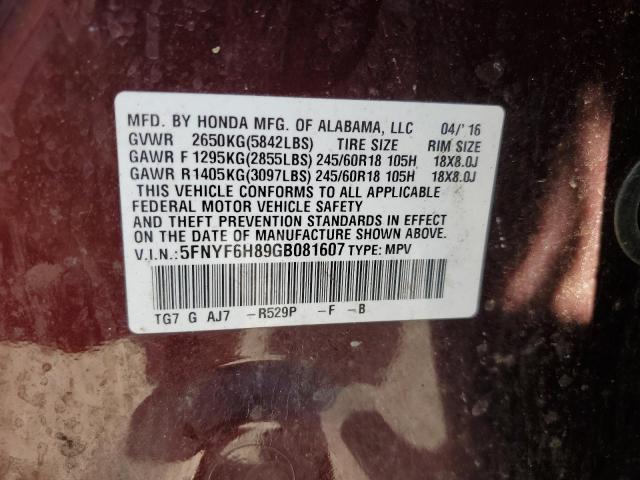 MFD. BY HONDA MFG. OF ALABAMA, LLC 04/'16
GVWR 2650KG(5842LBS) TIRE SIZE RIM SIZE
GAWR F 1295KG(2855LBS) 245/60R18 105H 18X8.0J
GAWR R 1405KG(3097LBS) 245/60R18 105H 18X8.0J
THIS VEHICLE CONFORMS TO ALL APPLICABLE
FEDERAL MOTOR VEHICLE SAFETY
AND THEFT PREVENTION STANDARDS IN EFFECT
ON THE DATE OF MANUFACTURE SHOWN ABOVE.
V.I.N.: 5FNYF6H89GB081607 TYPE: MPV
TG7 G AJ7 -R529P -F -B